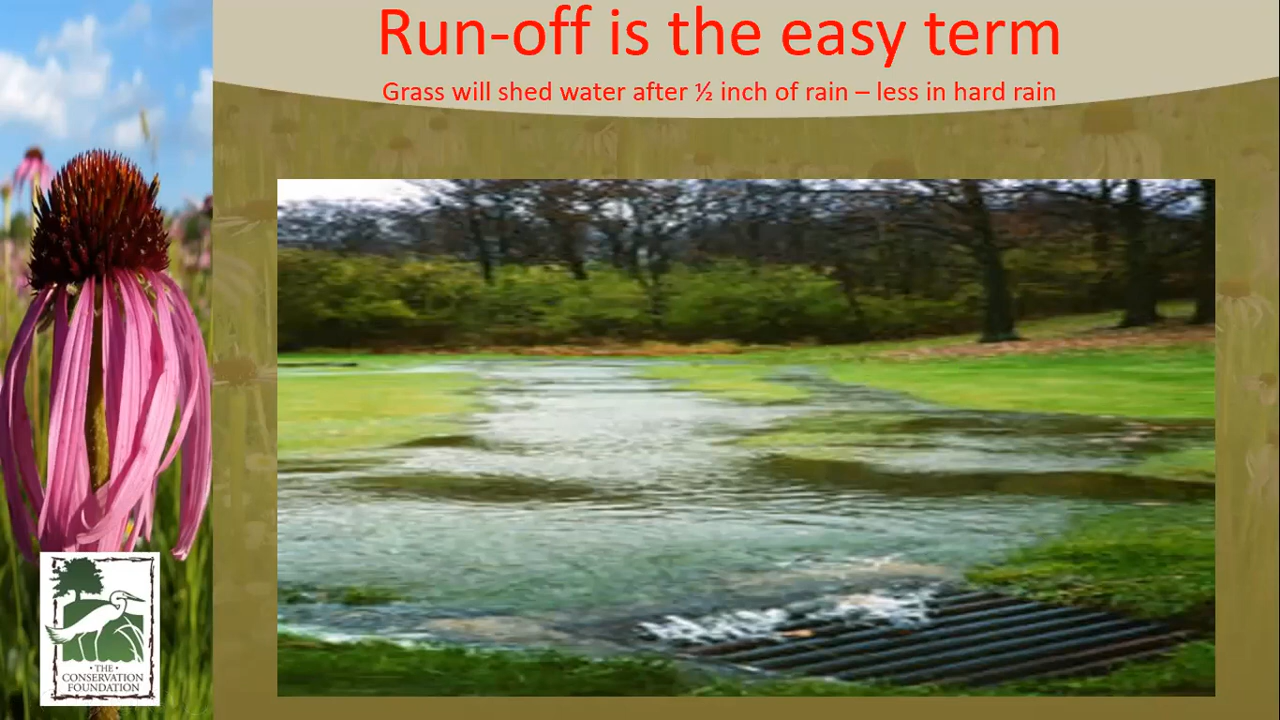 Run-off is the easy term
Grass will shed water after ½ inch of rain – less in hard rain
• THE •
CONSERVATION
FOUNDATION